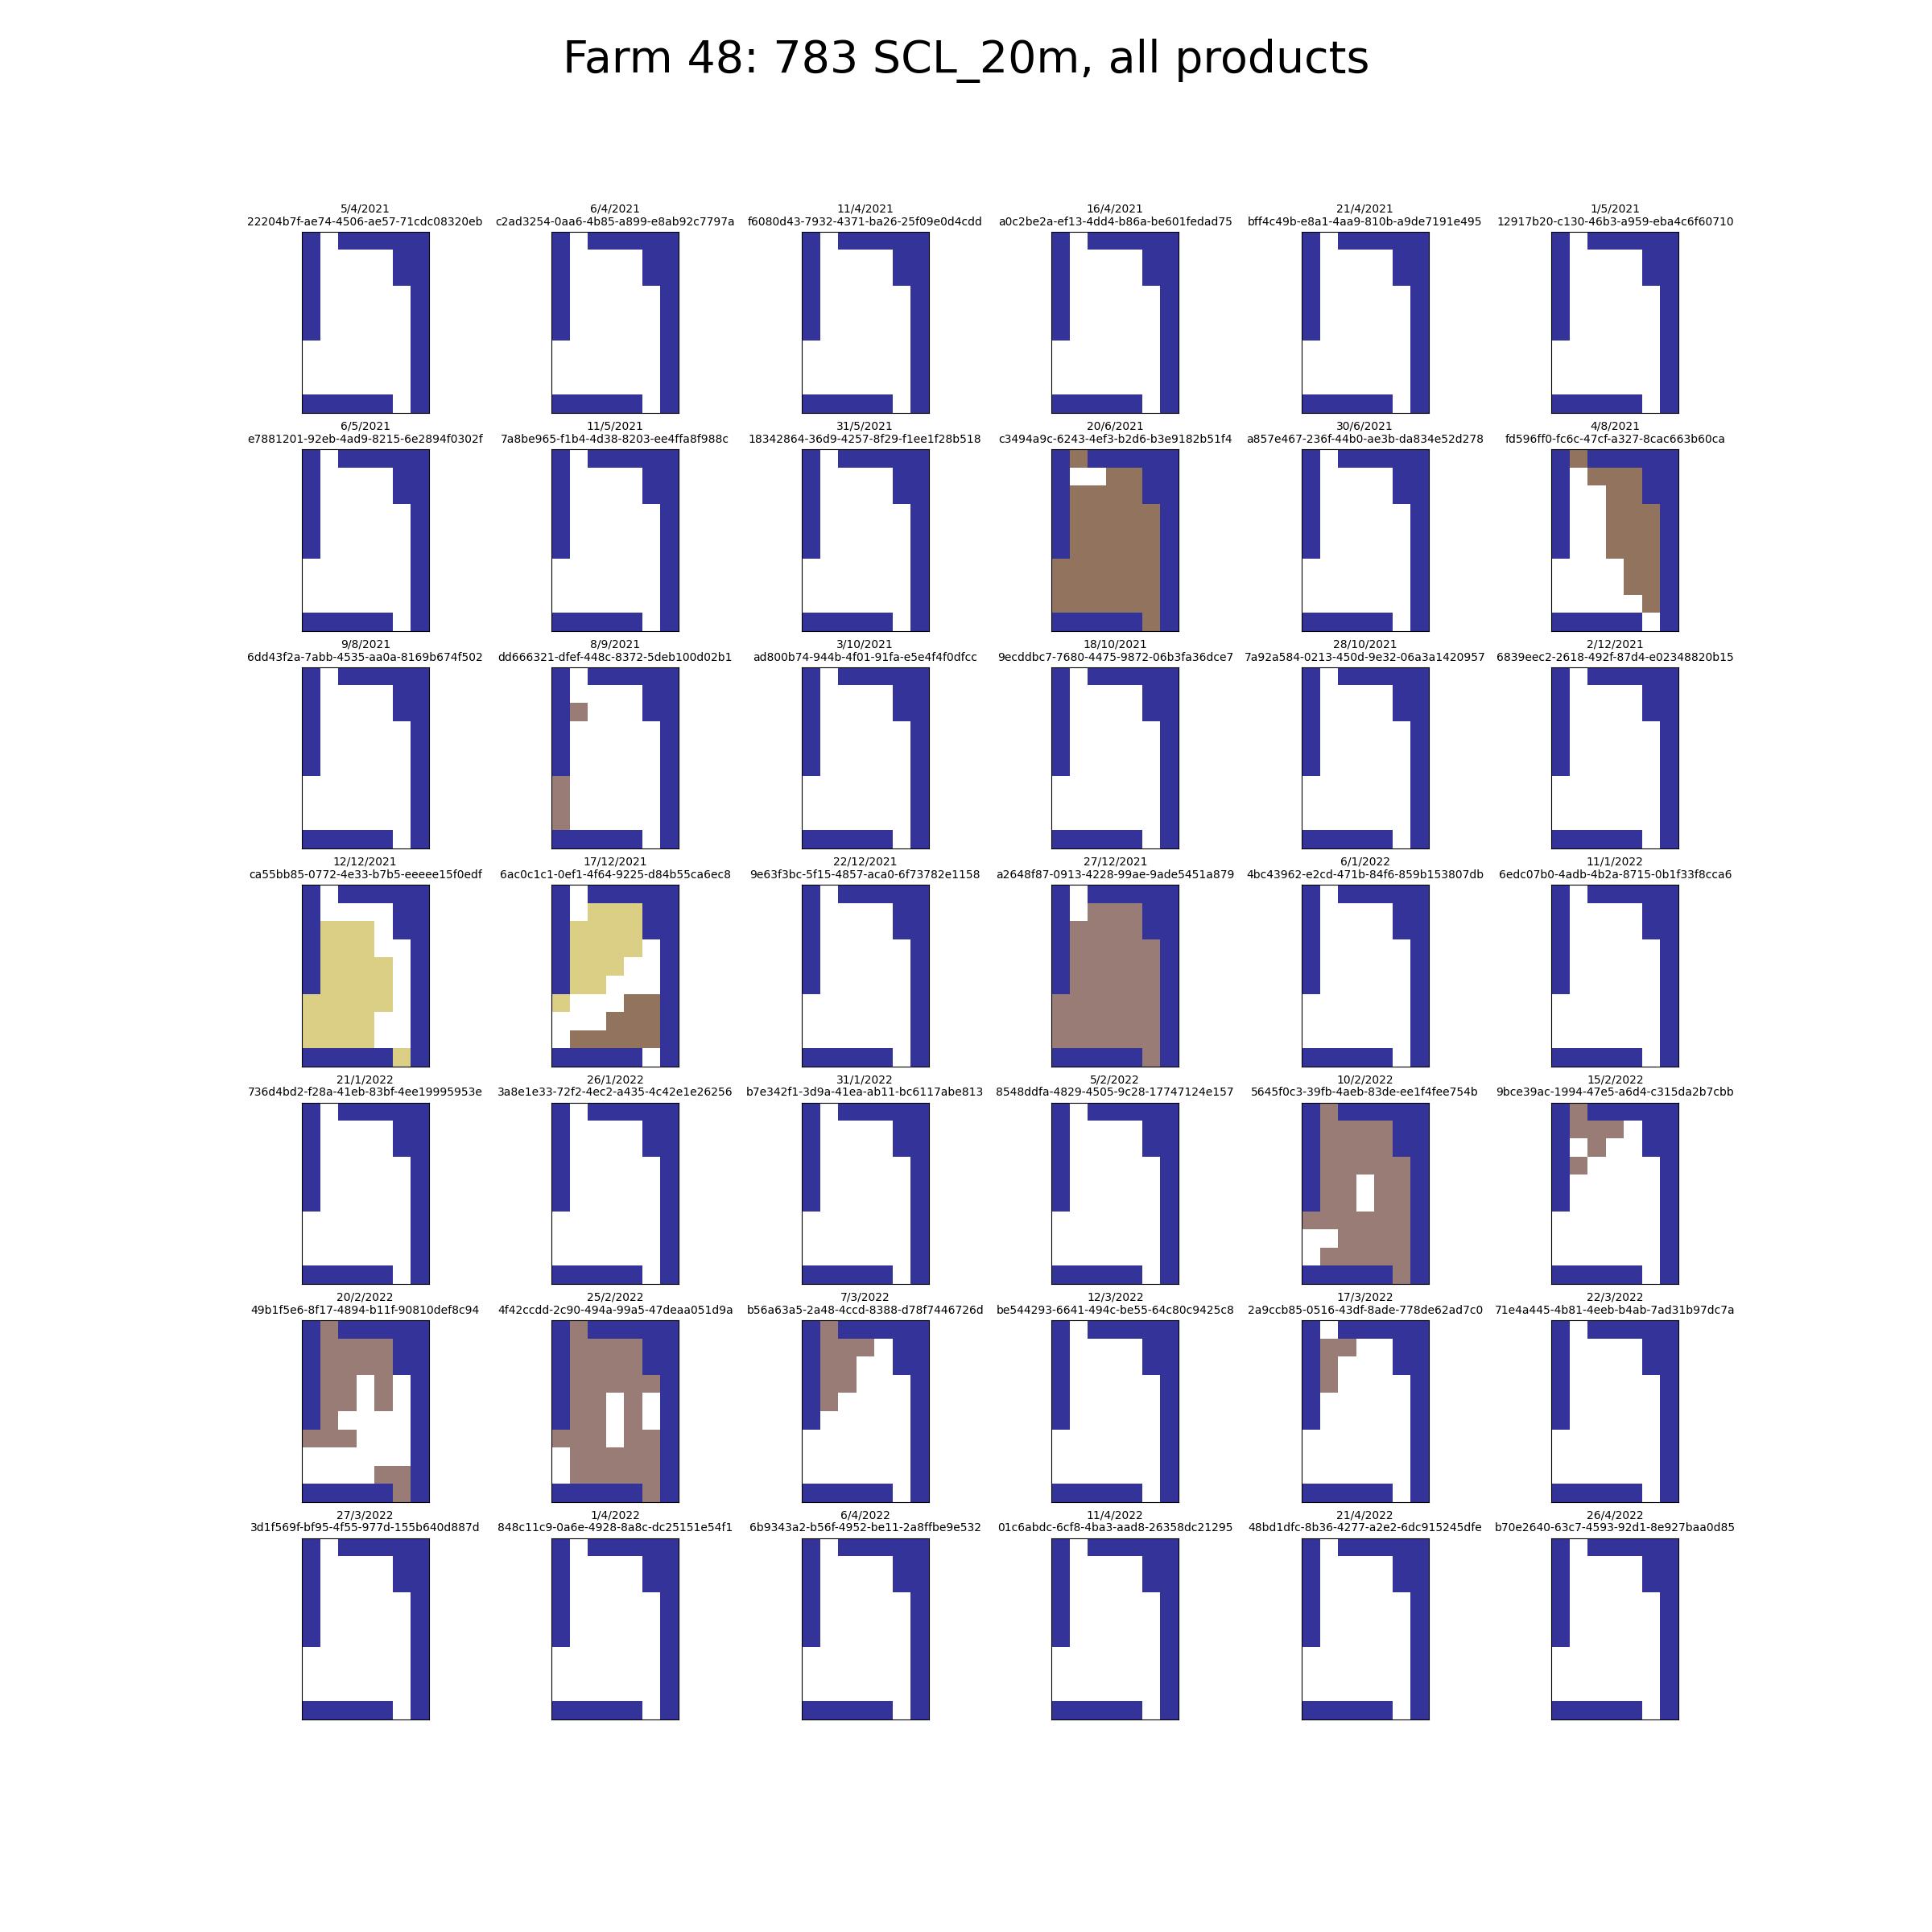 Farm 48: 783 SCL_20m, all products
5/4/2021
22204b7f-ae74-4506-ae57-71cdc08320eb
6/4/2021
c2ad3254-0aa6-4b85-a899-e8ab92c7797a
11/4/2021
f6080d43-7932-4371-ba26-25f09e0d4cdd
16/4/2021
a0c2be2a-ef13-4dd4-b86a-be601fedad75
21/4/2021
bff4c49b-e8a1-4aa9-810b-a9de7191e495
1/5/2021
12917b20-c130-46b3-a959-eba4c6f60710
6/5/2021
e7881201-92eb-4ad9-8215-6e2894f0302f
11/5/2021
7a8be965-f1b4-4d38-8203-ee4ffa8f988c
31/5/2021
18342864-36d9-4257-8f29-f1ee1f28b518
20/6/2021
c3494a9c-6243-4ef3-b2d6-b3e9182b51f4
30/6/2021
a857e467-236f-44b0-ae3b-da834e52d278
4/8/2021
fd596ff0-fc6c-47cf-a327-8cac663b60ca
9/8/2021
6dd43f2a-7abb-4535-aa0a-8169b674f502
8/9/2021
dd666321-dfef-448c-8372-5deb100d02b1
3/10/2021
ad800b74-944b-4f01-91fa-e5e4f4f0dfcc
18/10/2021
9ecddbc7-7680-4475-9872-06b3fa36dce7
28/10/2021
7a92a584-0213-450d-9e32-06a3a1420957
2/12/2021
6839eec2-2618-492f-87d4-e02348820b15
12/12/2021
ca55bb85-0772-4e33-b7b5-eeeee15f0edf
17/12/2021
6ac0c1c1-0ef1-4f64-9225-d84b55ca6ec8
22/12/2021
9e63f3bc-5f15-4857-aca0-6f73782e1158
27/12/2021
a2648f87-0913-4228-99ae-9ade5451a879
6/1/2022
4bc43962-e2cd-471b-84f6-859b153807db
11/1/2022
6edc07b0-4adb-4b2a-8715-0b1f33f8cca6
21/1/2022
736d4bd2-f28a-41eb-83bf-4ee19995953e
26/1/2022
3a8e1e33-72f2-4ec2-a435-4c42e1e26256
31/1/2022
b7e342f1-3d9a-41ea-ab11-bc6117abe813
5/2/2022
8548ddfa-4829-4505-9c28-17747124e157
10/2/2022
5645f0c3-39fb-4aeb-83de-ee1f4fee754b
15/2/2022
9bce39ac-1994-47e5-a6d4-c315da2b7cbb
20/2/2022
49b1f5e6-8f17-4894-b11f-90810def8c94
25/2/2022
4f42ccdd-2c90-494a-99a5-47deaa051d9a
7/3/2022
b56a63a5-2a48-4ccd-8388-d78f7446726d
12/3/2022
be544293-6641-494c-be55-64c80c9425c8
17/3/2022
2a9ccb85-0516-43df-8ade-778de62ad7c0
22/3/2022
71e4a445-4b81-4eeb-b4ab-7ad31b97dc7a
27/3/2022
3d1f569f-bf95-4f55-977d-155b640d887d
1/4/2022
848c11c9-0a6e-4928-8a8c-dc25151e54f1
6/4/2022
6b9343a2-b56f-4952-be11-2a8ffbe9e532
11/4/2022
01c6abdc-6cf8-4ba3-aad8-26358dc21295
21/4/2022
48bd1dfc-8b36-4277-a2e2-6dc915245dfe
26/4/2022
b70e2640-63c7-4593-92d1-8e927baa0d85